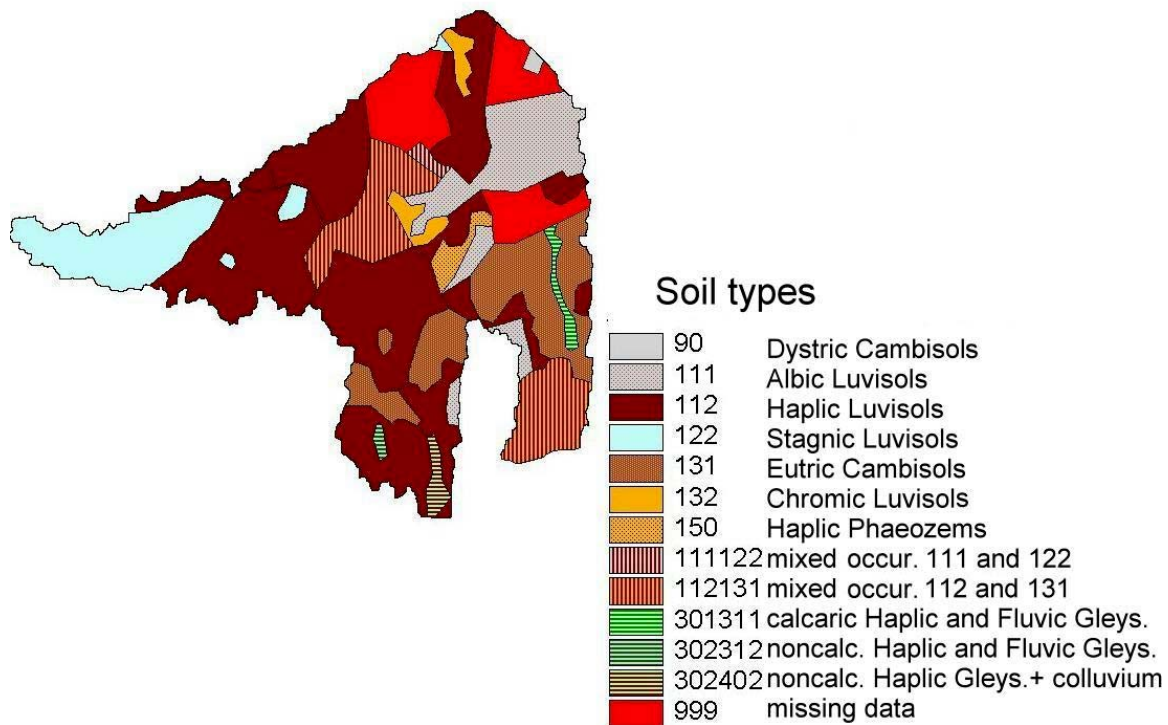 Soil types
90 Dystric Cambisols
111 Albic Luvisols
112 Haplic Luvisols
122 Stagnic Luvisols
131 Eutric Cambisols
132 Chromic Luvisols
150 Haplic Phaeozems
111122 mixed occur. 111 and 122
112131 mixed occur. 112 and 131
301311 calcaric Haplic and Fluvic Gleys.
302312 noncalc. Haplic and Fluvic Gleys.
302402 noncalc. Haplic Gleys.+ colluvium
999 missing data